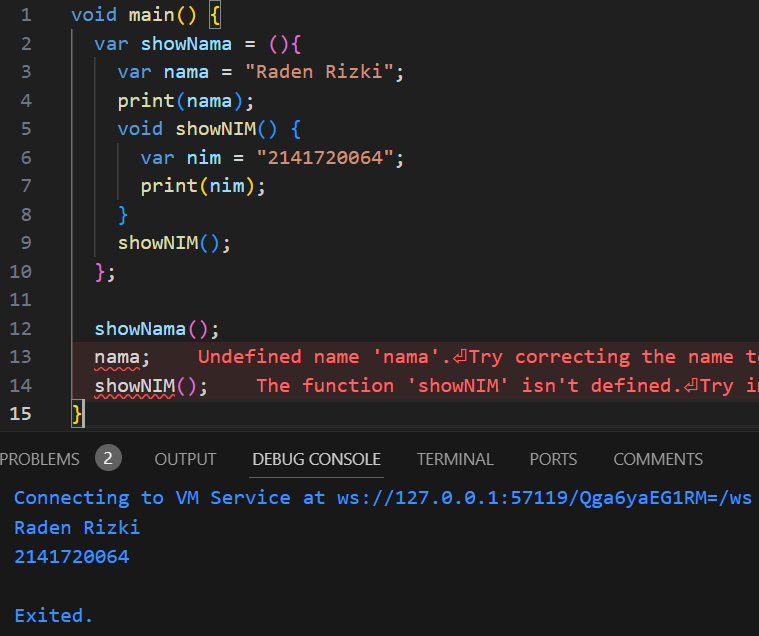 1 void main() {
2 var showNama = (){
3 var nama = "Raden Rizki";
4 print(nama);
5 void showNIM() {
6 var nim = "2141720064";
7 print(nim);
8 }
9 showNIM();
10 };
11
12 showNama();
13 nama; Undefined name 'nama'.⏎Try correcting the name to
14 showNIM(); The function 'showNIM' isn't defined.⏎Try i
15 }
PROBLEMS 2 OUTPUT DEBUG CONSOLE TERMINAL PORTS COMMENTS
Connecting to VM Service at ws://127.0.0.1:57119/Qga6yaEG1RM=/ws
Raden Rizki
2141720064
Exited.